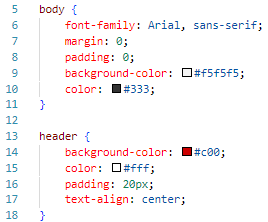 5 body {
6 font-family: Arial, sans-serif;
7 margin: 0;
8 padding: 0;
9 background-color: #f5f5f5;
10 color: #333;
11 }
12
13 header {
14 background-color: #c00;
15 color: #fff;
16 padding: 20px;
17 text-align: center;
18 }